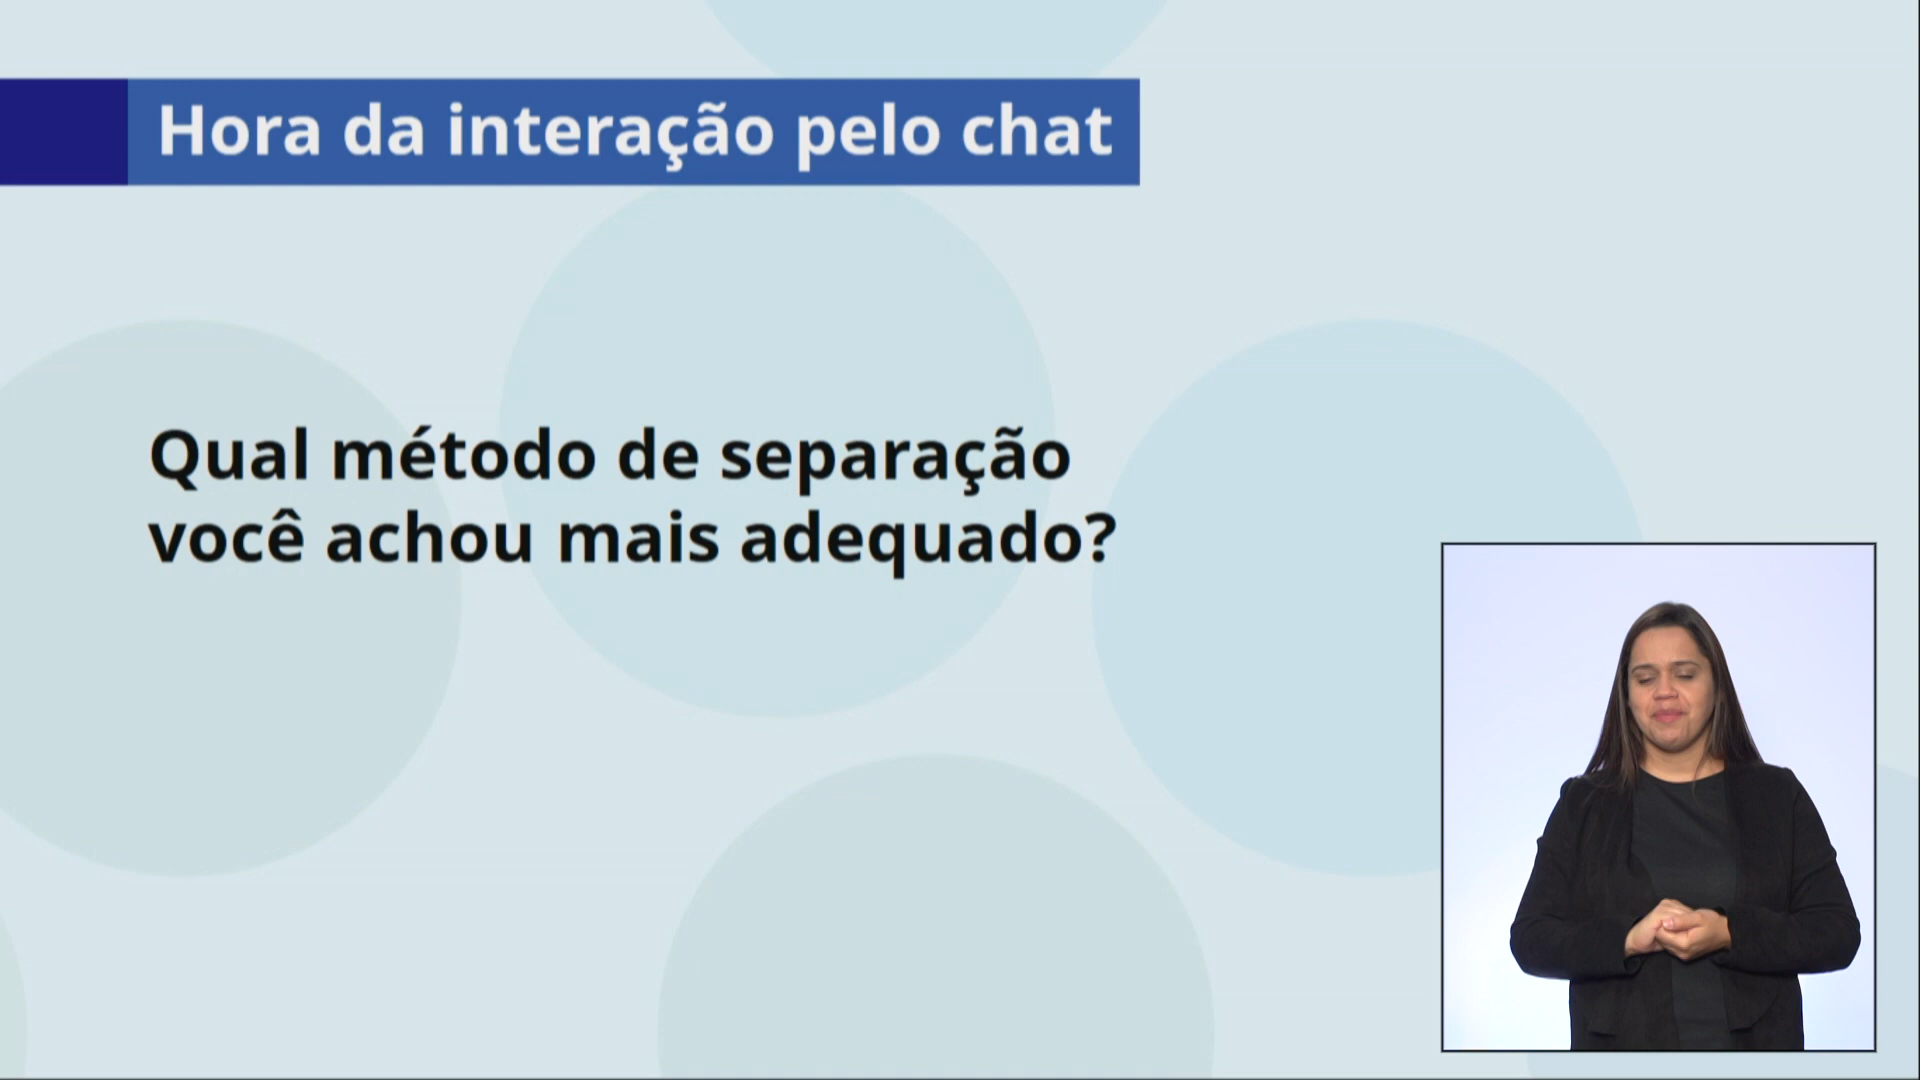 Hora da interação pelo chat
Qual método de separação
você achou mais adequado?